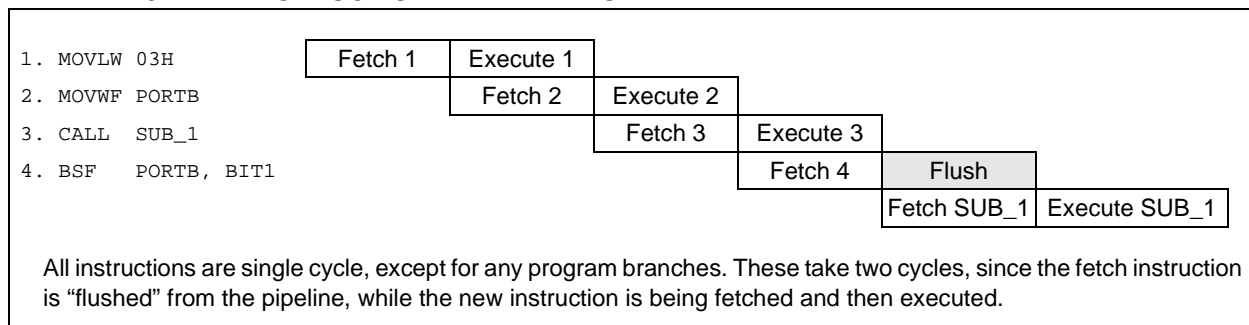 1. MOVLW 03H Fetch 1 Execute 1
2. MOVWF PORTB Fetch 2 Execute 2
3. CALL SUB_1 Fetch 3 Execute 3
4. BSF PORTB, BIT1 Fetch 4 Flush
Fetch SUB_1 Execute SUB_1
All instructions are single cycle, except for any program branches. These take two cycles, since the fetch instruction
is “flushed” from the pipeline, while the new instruction is being fetched and then executed.